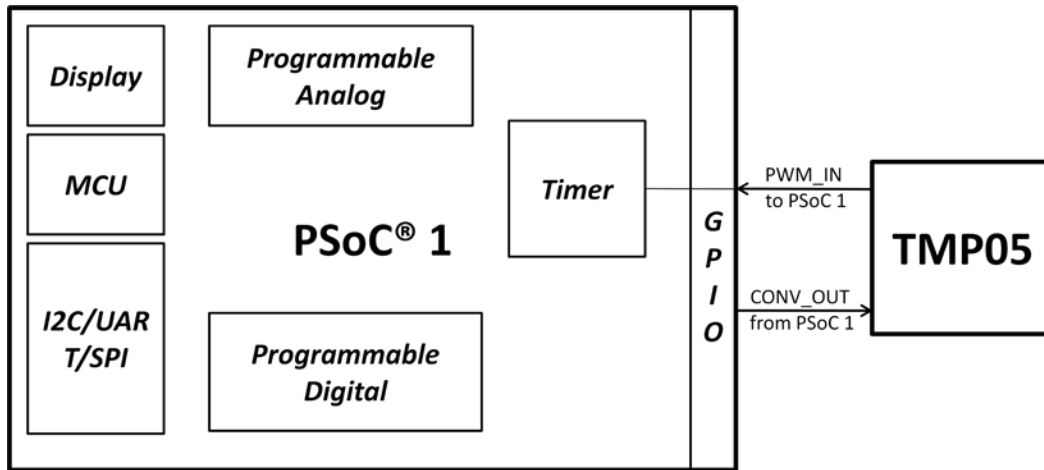 Display
Programmable
Analog
MCU
Timer
PSoC® 1
I2C/UAR
T/SPI
Programmable
Digital
G
P
I
O
PWM_IN
to PSoC 1
CONV_OUT
from PSoC 1
TMP05